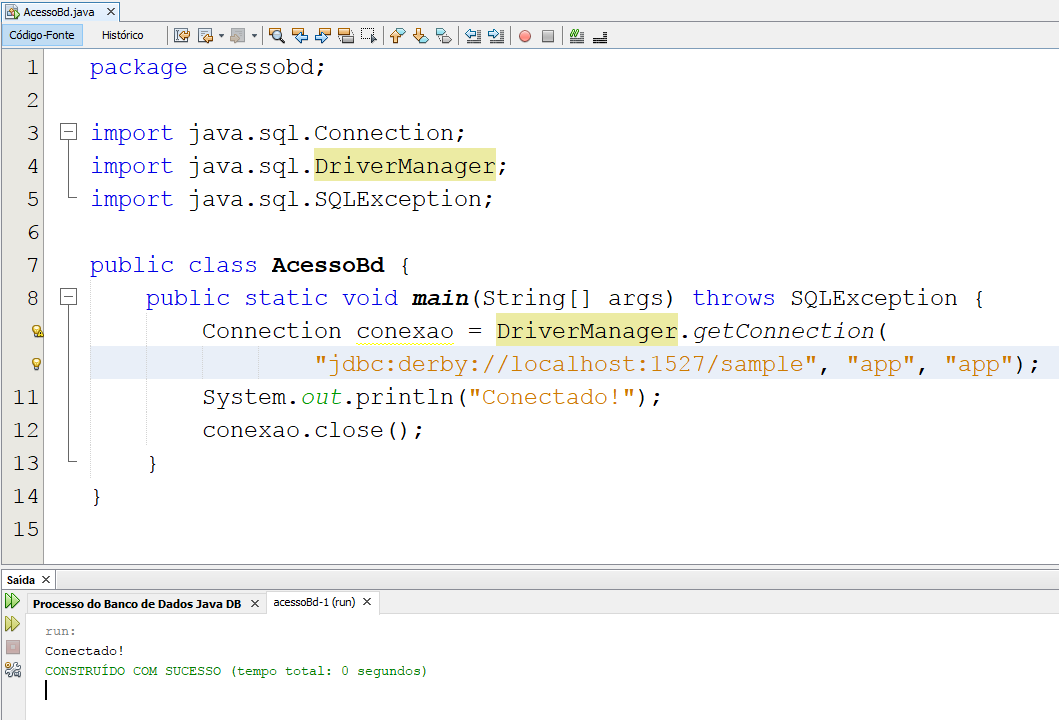 AcessoBd.java
Código-Fonte Histórico
1 package acessobd;
2
3 import java.sql.Connection;
4 import java.sql.DriverManager;
5 import java.sql.SQLException;
6
7 public class AcessoBd {
8 public static void main(String[] args) throws SQLException {
Connection conexao = DriverManager.getConnection(
"jdbc:derby://localhost:1527/sample", "app", "app");
11 System.out.println("Conectado!");
12 conexao.close();
13 }
14 }
15
Saída
Processo do Banco de Dados Java DB acessoBd-1 (run)
run:
Conectado!
CONSTRUÍDO COM SUCESSO (tempo total: 0 segundos)